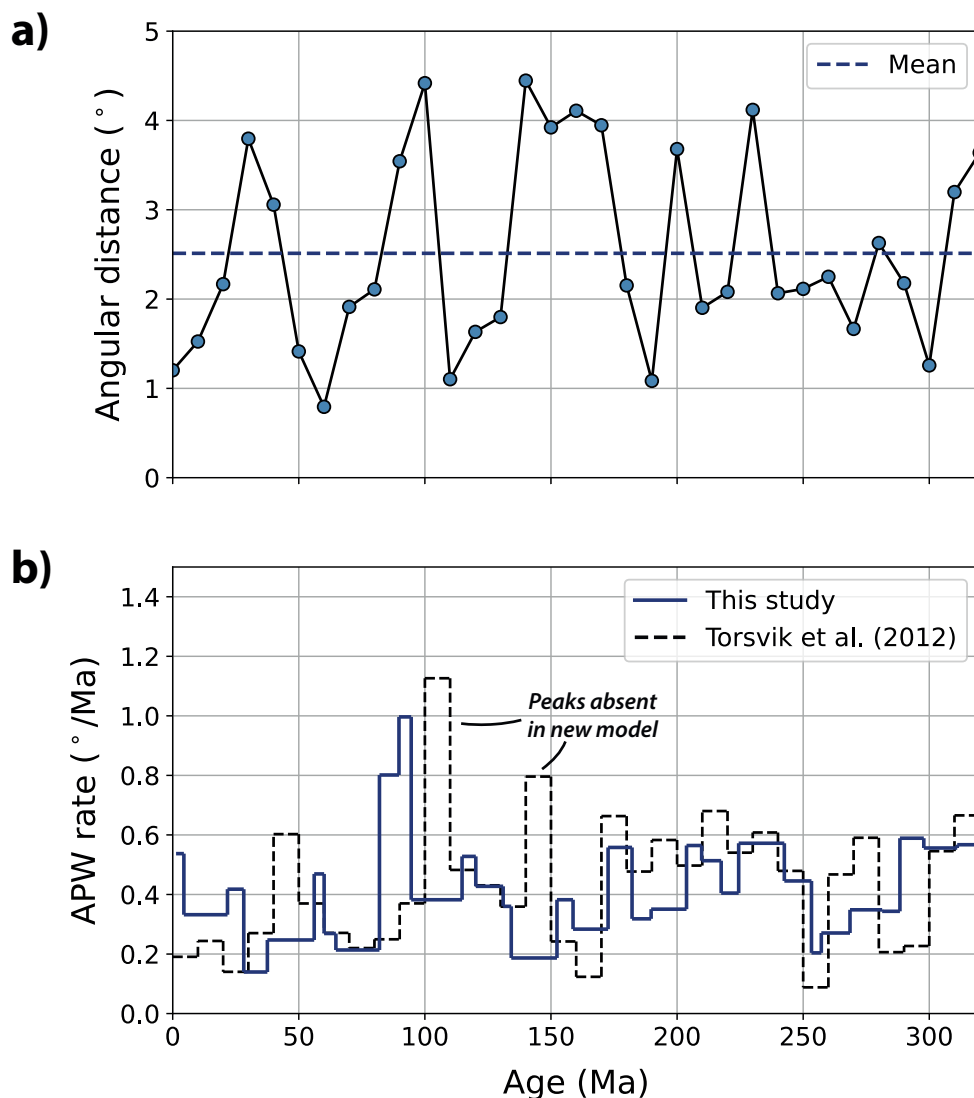 a)
5
4
3
2
1
0
Angular distance (°)
Mean
b)
1.4
1.2
1.0
0.8
0.6
0.4
0.2
0.0
APW rate (°/Ma)
This study
Torsvik et al. (2012)
Peaks absent
in new model
0 50 100 150 200 250 300
Age (Ma)